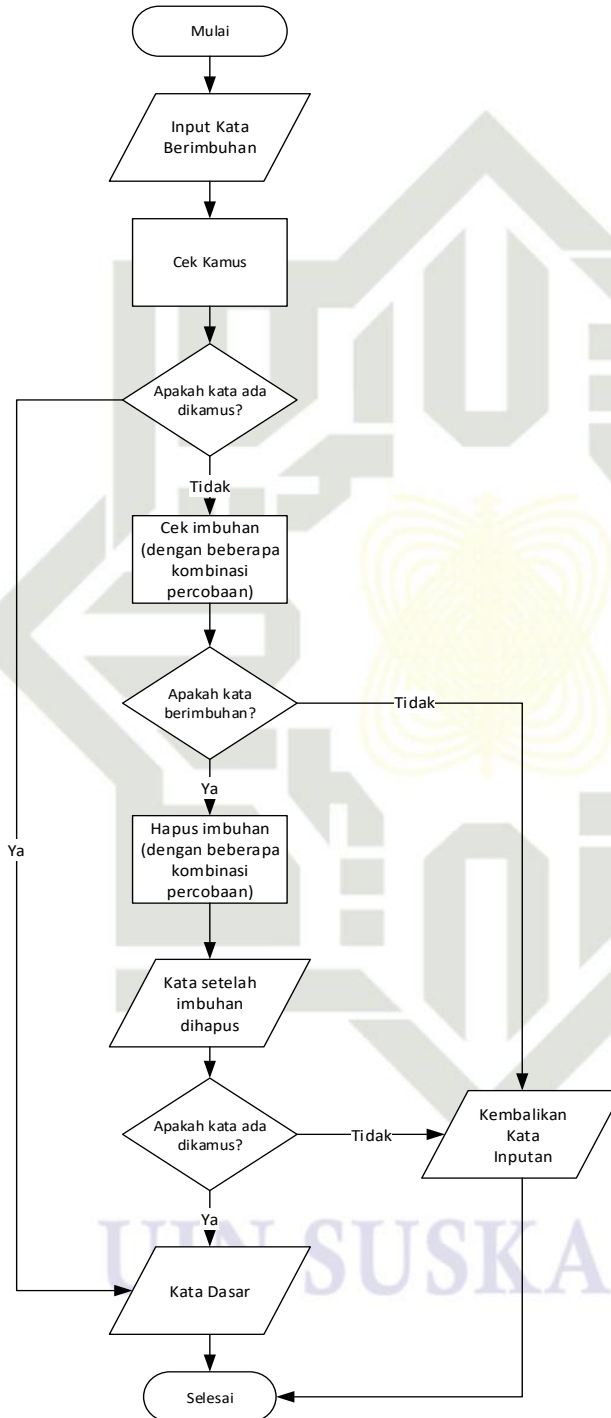 Mulai
Input Kata
Berimbuhan
Cek Kamus
Apakah kata ada
dikamus?
Tidak
Cek imbuhan
(dengan beberapa
kombinasi
percobaan)
Apakah kata
berimbuhan?
Tidak
Ya
Ya
Hapus imbuhan
(dengan beberapa
kombinasi
percobaan)
Kata setelah
imbuhan
dihapus
Apakah kata ada
dikamus?
Tidak
Kembalikan
Kata
Inputan
Ya
UIN SUSKA
Kata Dasar
Selesai